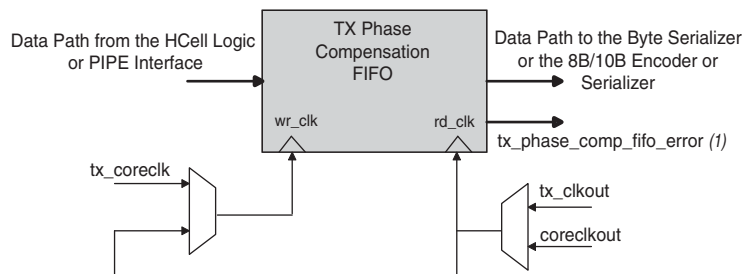 Data Path from the HCell Logic
or PIPE Interface
TX Phase
Compensation
FIFO
wr_clk
rd_clk
Data Path to the Byte Serializer
or the 8B/10B Encoder or
Serializer
tx_phase_comp_fifo_error (1)
tx_coreclk
tx_clkout
coreclkout